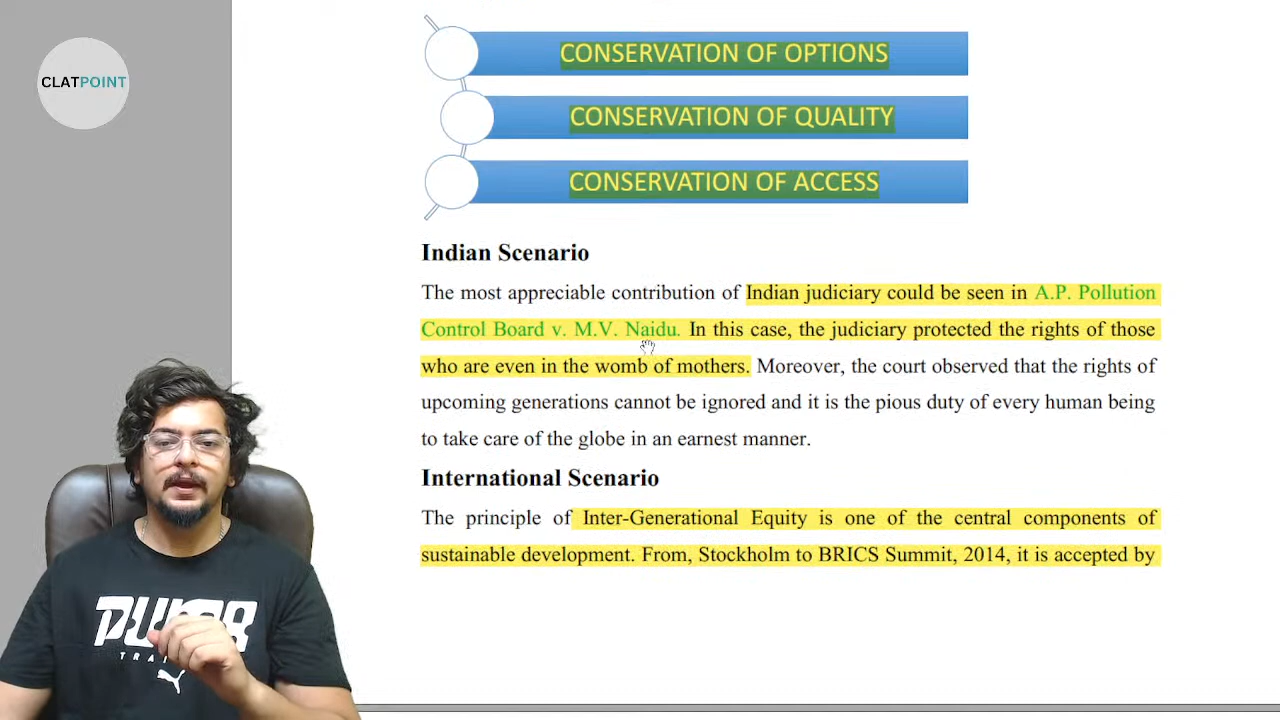 CLATPOINT
CONSERVATION OF OPTIONS
CONSERVATION OF QUALITY
CONSERVATION OF ACCESS
Indian Scenario
The most appreciable contribution of Indian judiciary could be seen in A.P. Pollution
Control Board v. M.V. Naidu. In this case, the judiciary protected the rights of those
who are even in the womb of mothers. Moreover, the court observed that the rights of
upcoming generations cannot be ignored and it is the pious duty of every human being
to take care of the globe in an earnest manner.
International Scenario
The principle of Inter-Generational Equity is one of the central components of
sustainable development. From, Stockholm to BRICS Summit, 2014, it is accepted by